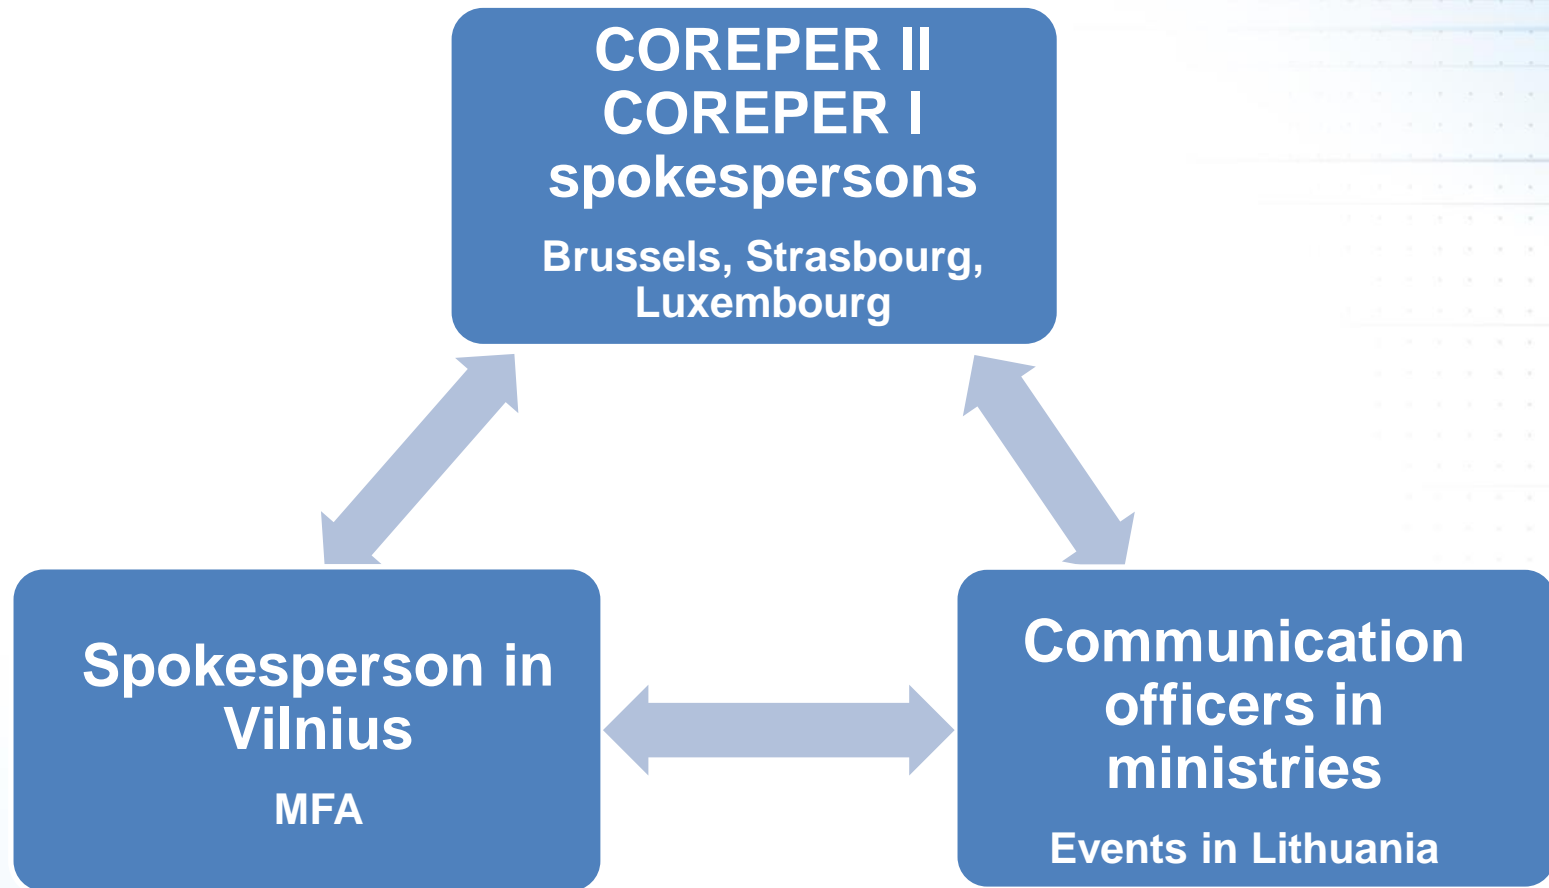 COREPER II
COREPER I
spokespersons
Brussels, Strasbourg,
Luxembourg
Spokesperson in
Vilnius
MFA
Communication
officers in
ministries
Events in Lithuania